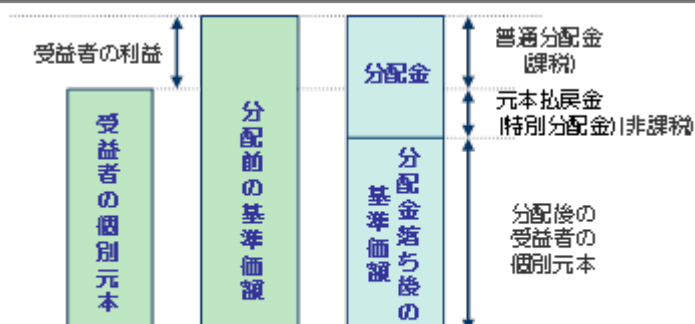 受益者の利益
受益者の個別元本
分配前の基準価額
分配金
分配金落ち後の
基準価額
普通分配金
(課税)
元本払戻金
(特別分配金)(非課税)
分配後の
受益者の
個別元本